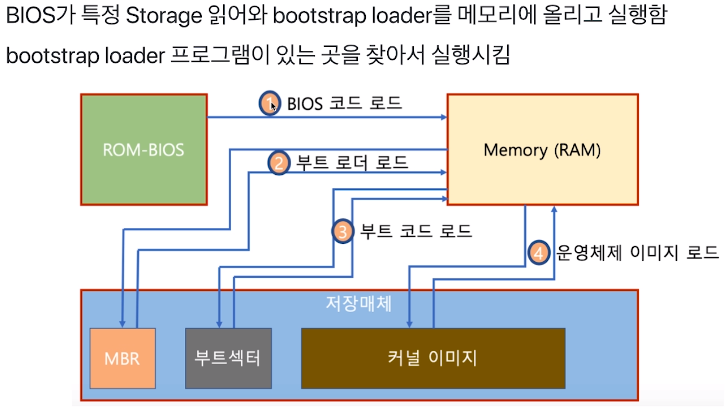 BIOS가 특정 Storage 읽어와 bootstrap loader를 메모리에 올리고 실행함
bootstrap loader 프로그램이 있는 곳을 찾아서 실행시킴
1 BIOS 코드 로드
ROM-BIOS
Memory (RAM)
2 부트 로더 로드
3 부트 코드 로드
4 운영체제 이미지 로드
저장매체
MBR
부트섹터
커널 이미지